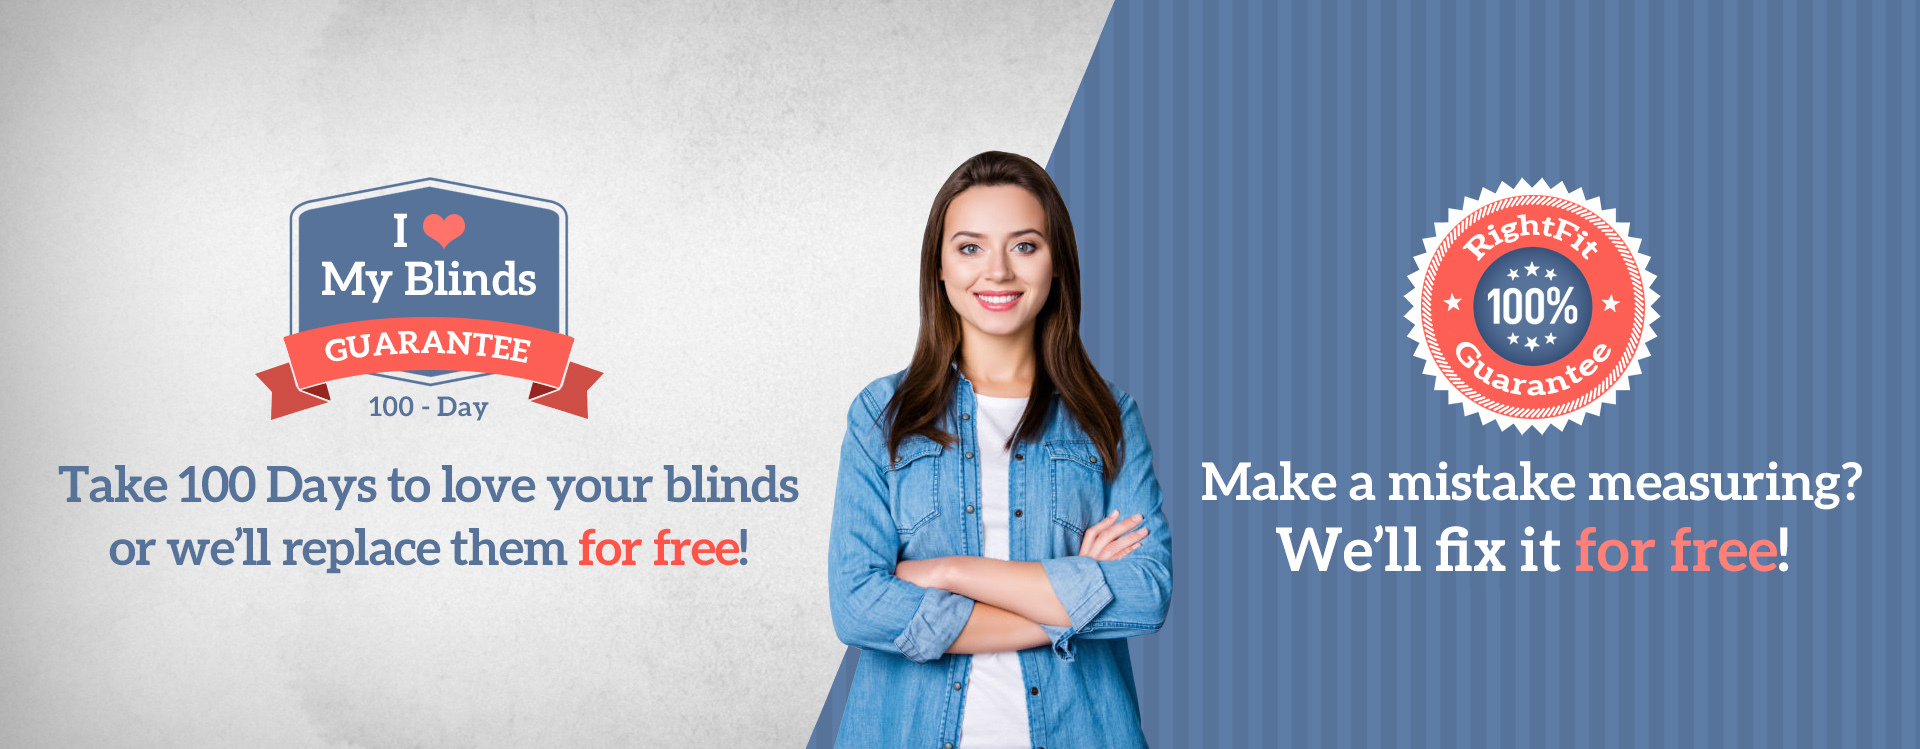 I
My Blinds
GUARANTEE
100 - Day
Take 100 Days to love your blinds
or we’ll replace them for free!
RightFit
100%
Guarantee
Make a mistake measuring?
We’ll fix it for free!